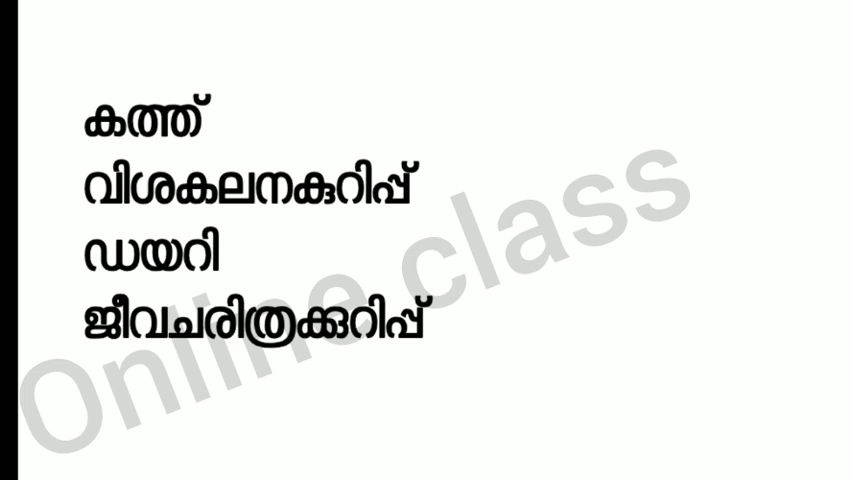 കത്ത്
വിശകലനകുറിപ്പ്
ഡയറി
ജീവചരിത്രക്കുറിപ്പ്
Online class